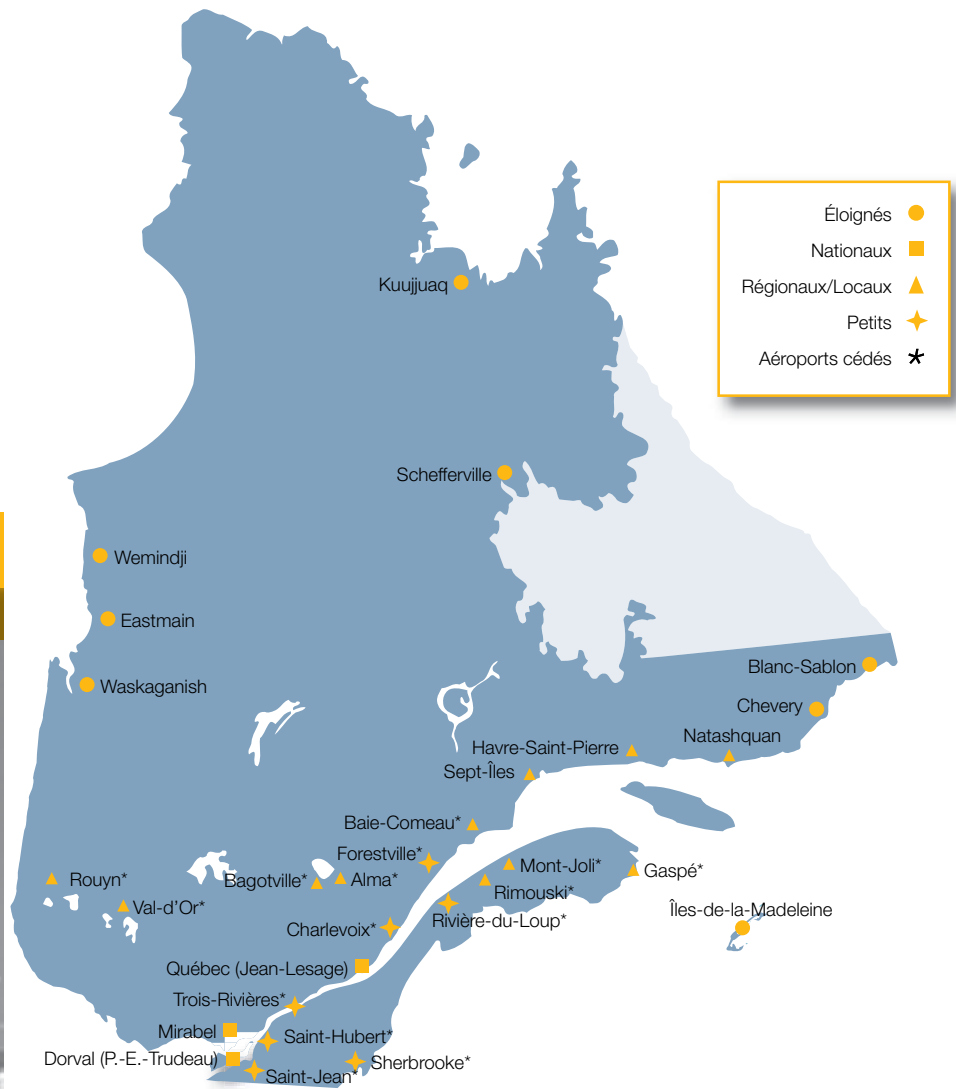 Éloignés
Nationaux
Régionaux/Locaux
Petits
Aéroports cédés *
Kuujjuaq
Schefferville
Wemindji
Eastmain
Waskaganish
Blanc-Sablon
Chevery
Natashquan
Havre-Saint-Pierre
Sept-Îles
Baie-Comeau*
Forestville*
Mont-Joli*
Gaspé*
Rouyn*
Bagotville*
Alma*
Rimouski*
Val-d'Or*
Îles-de-la-Madeleine
Charlevoix*
Rivière-du-Loup*
Québec (Jean-Lesage)
Trois-Rivières*
Mirabel
Saint-Hubert*
Dorval (P.-E.-Trudeau)
Sherbrooke*
Saint-Jean*